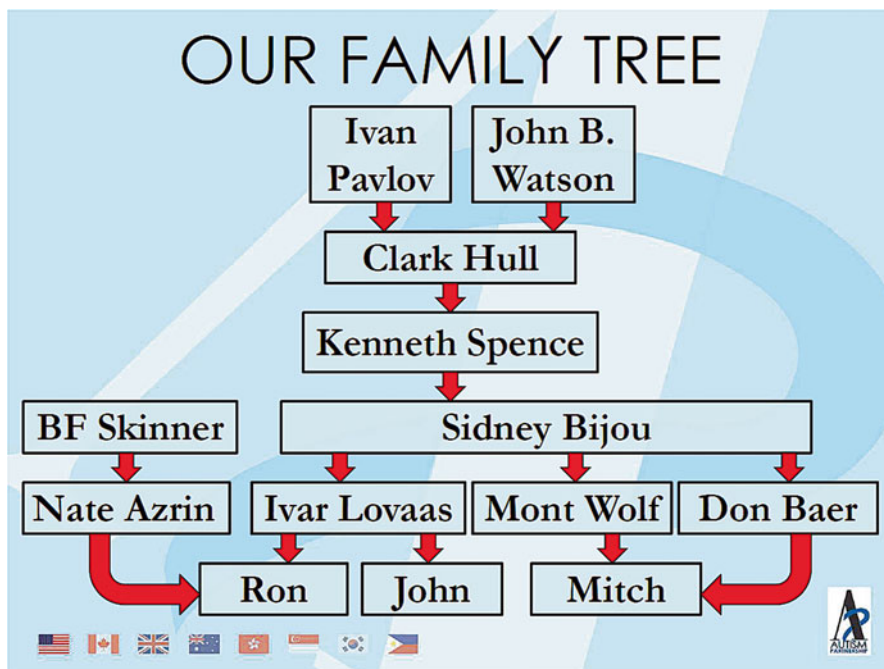 OUR FAMILY TREE
Ivan
Pavlov
John B.
Watson
Clark Hull
Kenneth Spence
BF Skinner
Sidney Bijou
Nate Azrin
Ivar Lovaas
Mont Wolf
Don Baer
Ron
John
Mitch
AUTISM
PARTNERSHIP